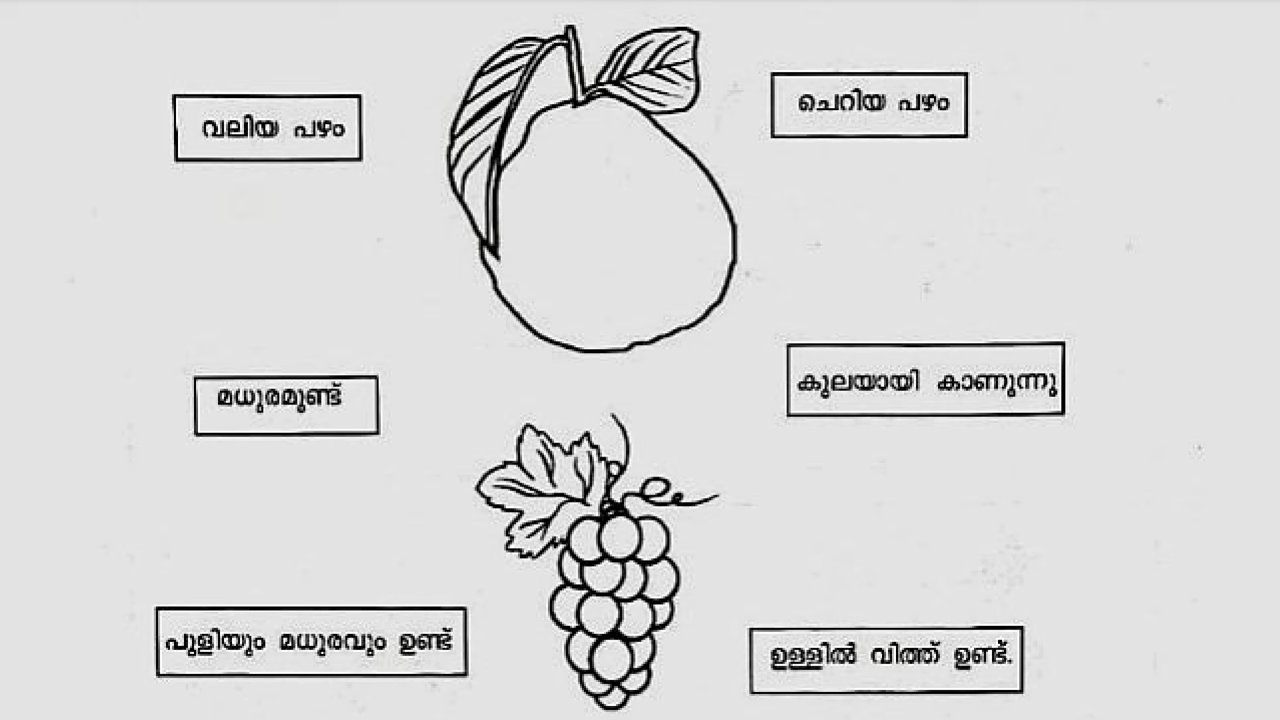 വലിയ പഴം
ചെറിയ പഴം
മധുരമുണ്ട്
കുലയായി കാണുന്നു
പുളിയും മധുരവും ഉണ്ട്
ഉള്ളിൽ വിത്ത് ഉണ്ട്.